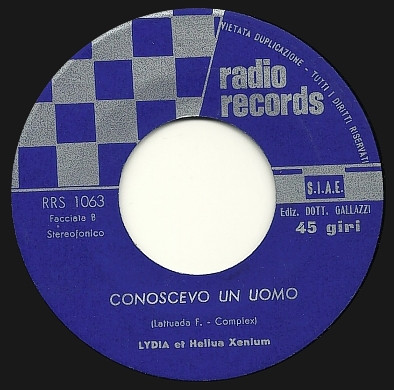 VIETATA DUPLICAZIONE - TUTTI I DIRITTI RISERVATI
radio
records
S.I.A.E.
RRS 1063
Facciata B
Stereofonico
Ediz. DOTT. GALLAZZI
45 giri
CONOSCEVO UN UOMO
(Lattuada F. - Complex)
LYDIA et Helius Xenium